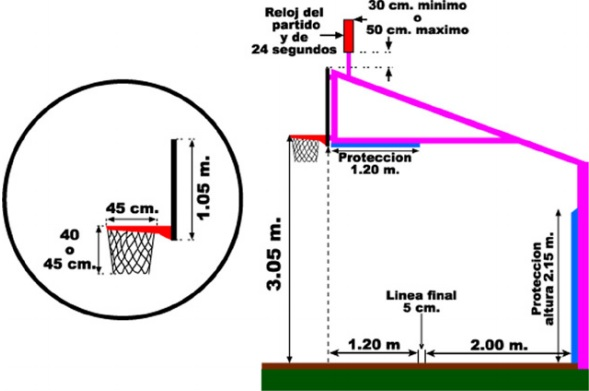 30 cm. minimo
o
50 cm. maximo
Reloj del
partido
y de
24 segundos
45 cm.
1.05 m.
40
o
45 cm.
Proteccion
1.20 m.
3.05 m.
Proteccion
altura 2.15 m.
Linea final
5 cm.
1.20 m
2.00 m.